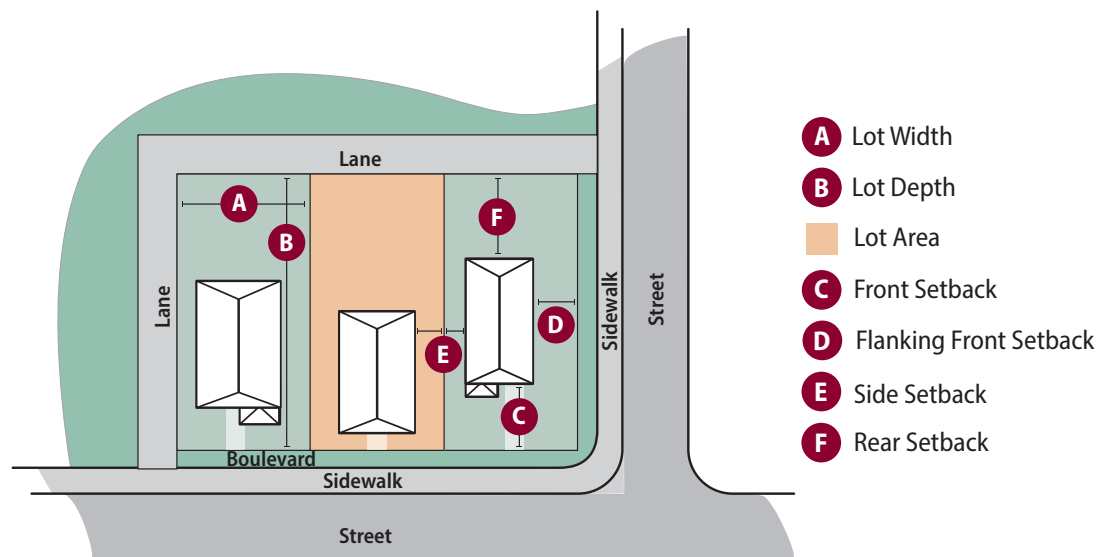 Lane
A
B
F
Lane
Sidewalk
Street
D
E
C
Boulevard
Sidewalk
Street
A Lot Width
B Lot Depth
Lot Area
C Front Setback
D Flanking Front Setback
E Side Setback
F Rear Setback